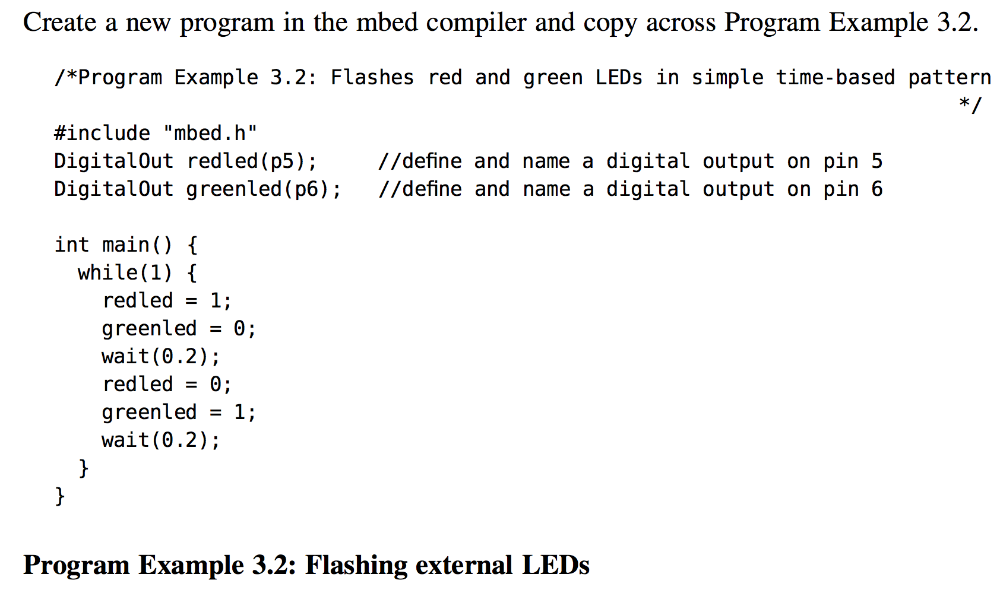 Create a new program in the mbed compiler and copy across Program Example 3.2.
/*Program Example 3.2: Flashes red and green LEDs in simple time-based pattern
*/
#include "mbed.h"
DigitalOut redled(p5);     //define and name a digital output on pin 5
DigitalOut greenled(p6);   //define and name a digital output on pin 6
int main() {
  while(1) {
    redled = 1;
    greenled = 0;
    wait(0.2);
    redled = 0;
    greenled = 1;
    wait(0.2);
  }
}
Program Example 3.2: Flashing external LEDs